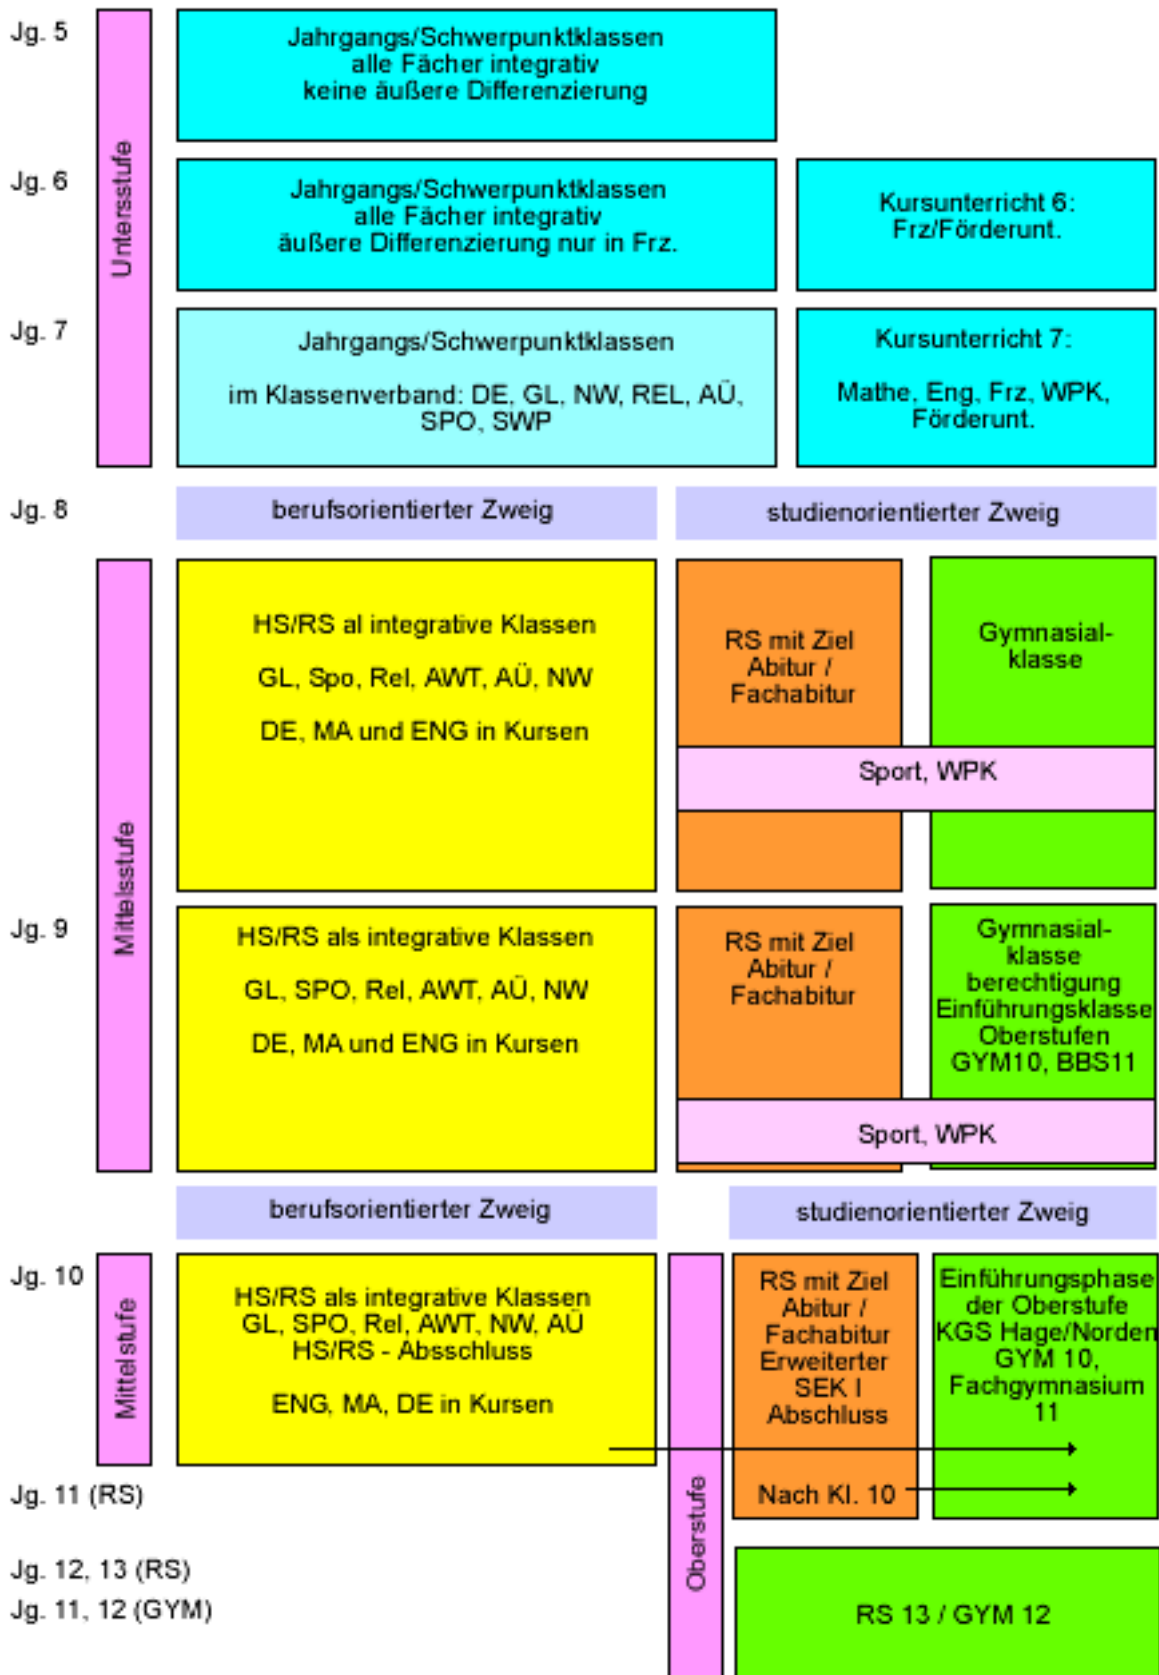 Jg. 5
Jahrgangs/Schwerpunktklassen
alle Fächer integrativ
keine äußere Differenzierung
Untersstufe
Jg. 6
Jahrgangs/Schwerpunktklassen
alle Fächer integrativ
äußere Differenzierung nur in Frz.
Kursunterricht 6:
Frz/Förderunt.
Jg. 7
Jahrgangs/Schwerpunktklassen
im Klassenverband: DE, GL, NW, REL, AÜ,
SPO, SWP
Kursunterricht 7:
Mathe, Eng, Frz, WPK,
Förderunt.
Jg. 8
berufsorientierter Zweig
studienorientierter Zweig
Mittelsstufe
HS/RS al integrative Klassen
GL, Spo, Rel, AWT, AÜ, NW
DE, MA und ENG in Kursen
RS mit Ziel
Abitur /
Fachabitur
Gymnasial-
klasse
Sport, WPK
Jg. 9
HS/RS als integrative Klassen
GL, SPO, Rel, AWT, AÜ, NW
DE, MA und ENG in Kursen
RS mit Ziel
Abitur /
Fachabitur
Gymnasial-
klasse
berechtigung
Einführungsklasse
Oberstufen
GYM10, BBS11
Sport, WPK
berufsorientierter Zweig
studienorientierter Zweig
Jg. 10
Mittelstufe
HS/RS als integrative Klassen
GL, SPO, Rel, AWT, NW, AÜ
HS/RS - Absschluss
ENG, MA, DE in Kursen
Oberstufe
RS mit Ziel
Abitur /
Fachabitur
Erweiterter
SEK I
Abschluss
Einführungsphase
der Oberstufe
KGS Hage/Norden
GYM 10,
Fachgymnasium
11
Jg. 11 (RS)
Nach Kl. 10
Jg. 12, 13 (RS)
Jg. 11, 12 (GYM)
RS 13 / GYM 12